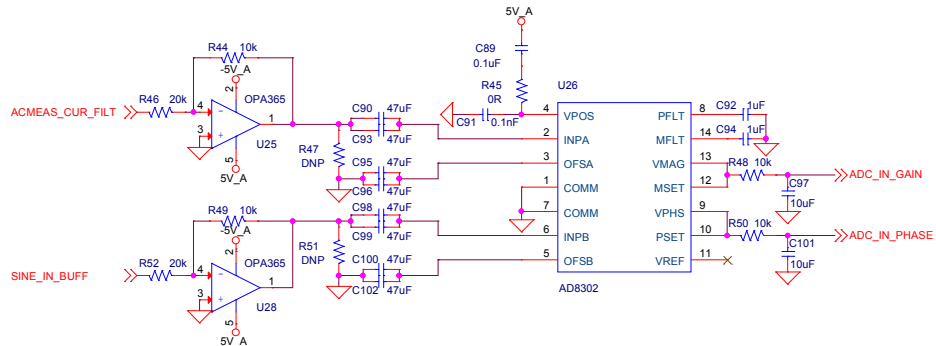 5V_A
R44 10k
-5V_A
C89
0.1uF
R45
0R
U26
OPA365
ACMEAS_CUR_FILT
R46 20k
4
2
3
1
5
U25
5V_A
C90 47uF
C93 47uF
R47
DNP
C95 47uF
C96 47uF
C91 0.1nF
4 VPOS
2 INPA
3 OFSA
1 COMM
7 COMM
6 INPB
5 OFSB
AD8302
PFLT 8
MFLT 14
VMAG 13
MSET 12
VPHS 9
PSET 10
VREF 11
C92 1uF
C94 1uF
R48 10k
ADC_IN_GAIN
C97
10uF
R50 10k
ADC_IN_PHASE
C101
10uF
R49 10k
-5V_A
OPA365
SINE_IN_BUFF
R52 20k
4
2
3
1
5
U28
5V_A
C98 47uF
C99 47uF
R51
DNP
C100 47uF
C102 47uF